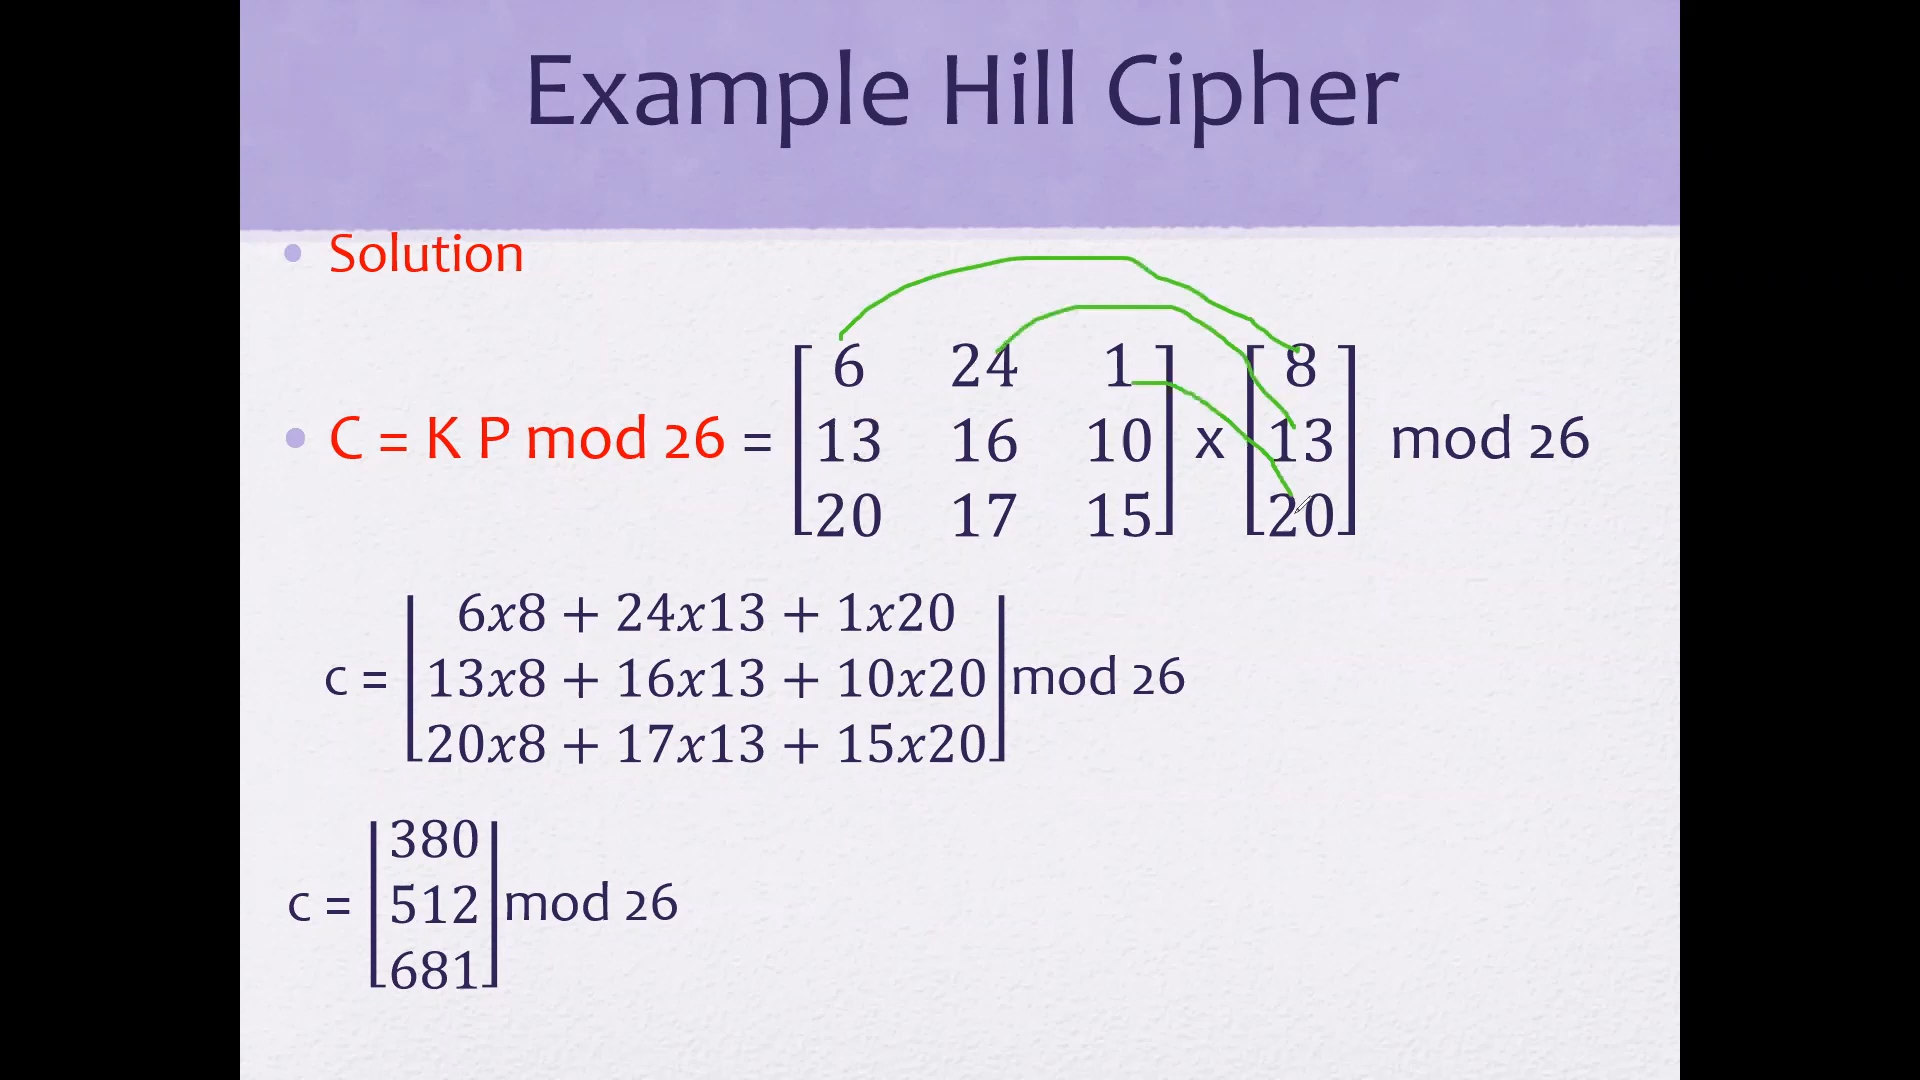 Example Hill Cipher
• Solution
• C = K P mod 26 = [6 24 1 x [8 mod 26
13 16 10 13
20 17 15] 20]
6x8 + 24x13 + 1x20
c = 13x8 + 16x13 + 10x20 mod 26
20x8 + 17x13 + 15x20
380
c = 512 mod 26
681